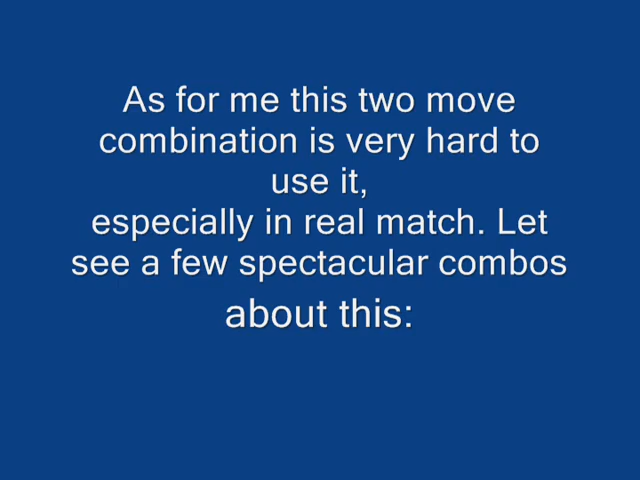 As for me this two move
combination is very hard to
use it,
especially in real match. Let
see a few spectacular combos
about this: